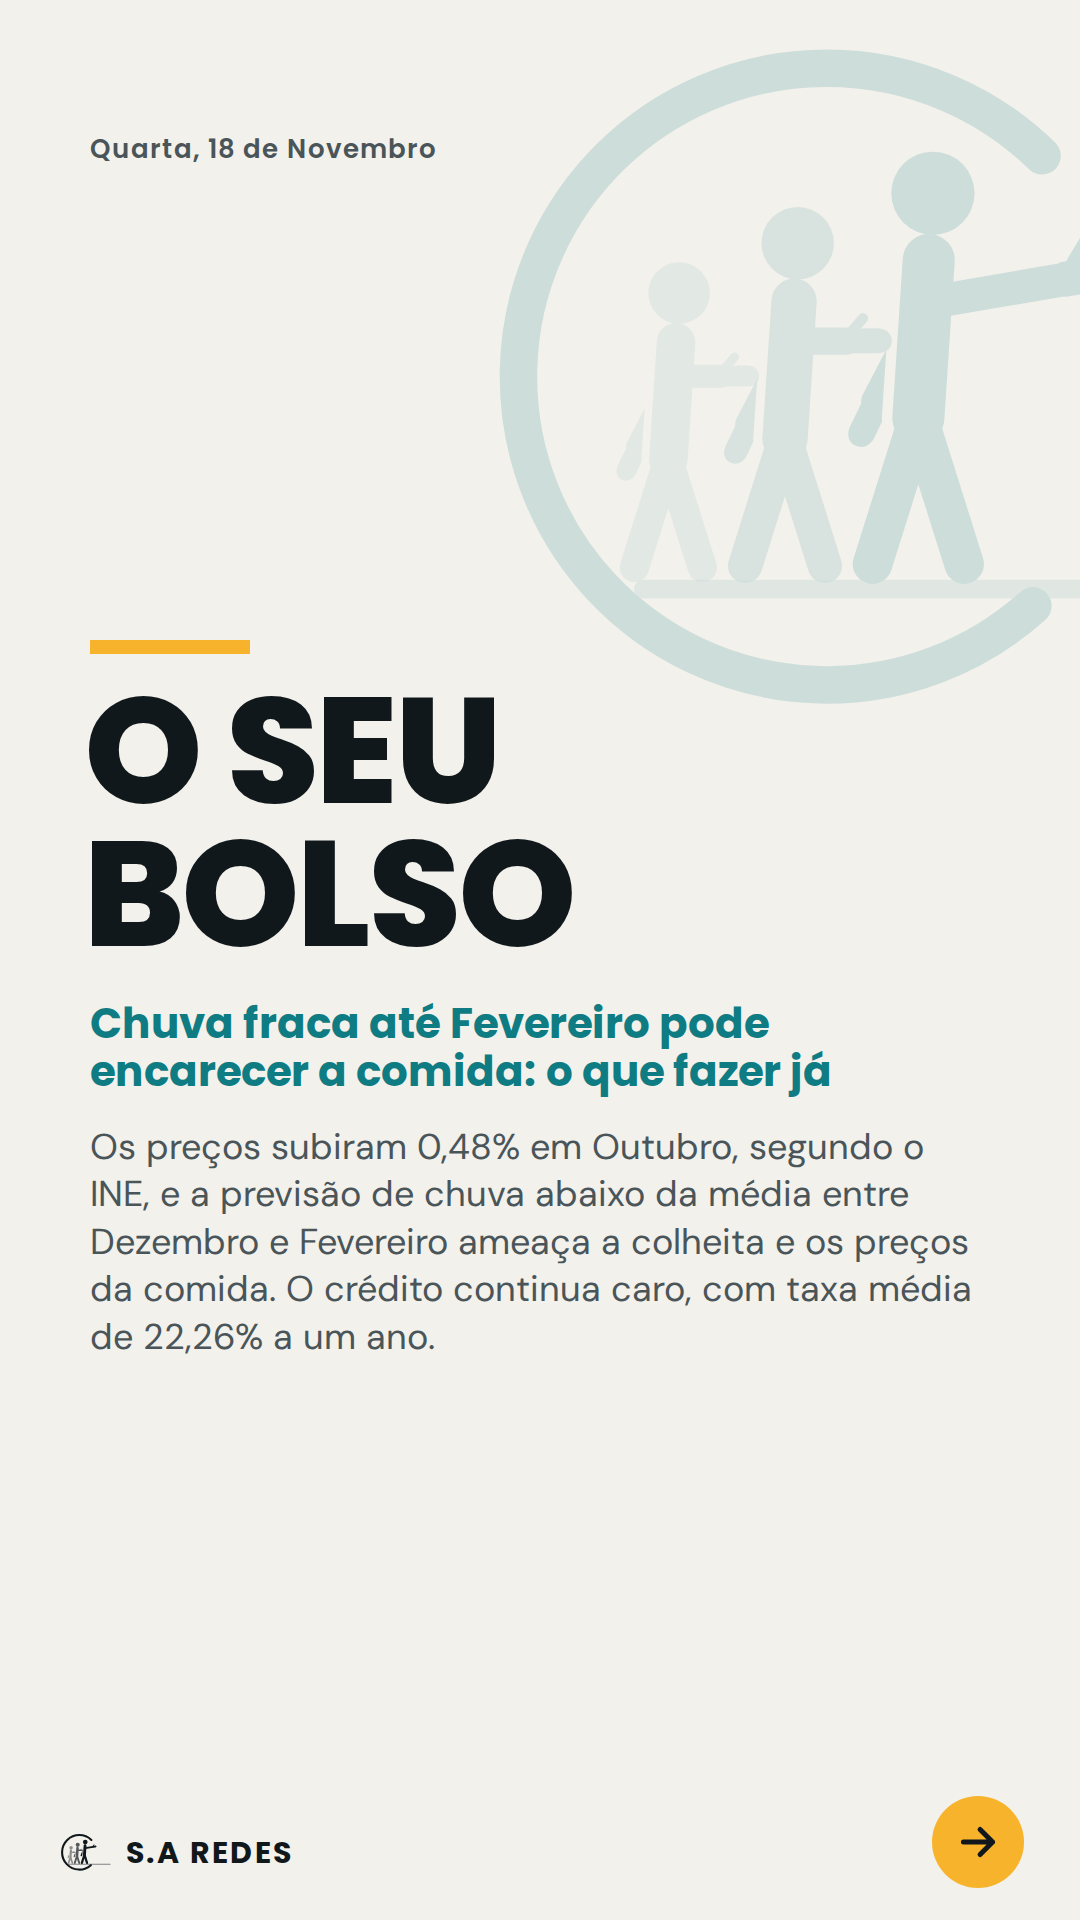 Quarta, 18 de Novembro
O SEU
BOLSO
Chuva fraca até Fevereiro pode
encarecer a comida: o que fazer já
Os preços subiram 0,48% em Outubro, segundo o
INE, e a previsão de chuva abaixo da média entre
Dezembro e Fevereiro ameaça a colheita e os preços
da comida. O crédito continua caro, com taxa média
de 22,26% a um ano.
S.A REDES